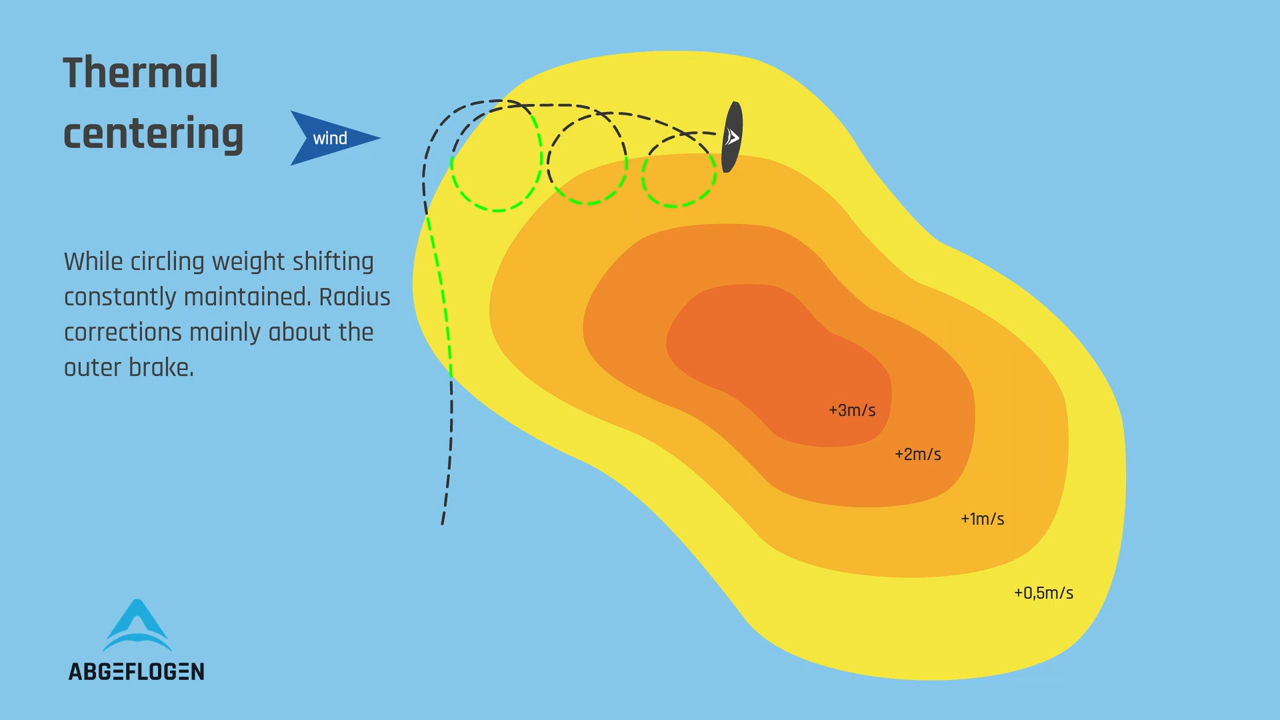 Thermal
centering
wind
While circling weight shifting
constantly maintained. Radius
corrections mainly about the
outer brake.
+3m/s
+2m/s
+1m/s
+0,5m/s
ABGEFLOGEN